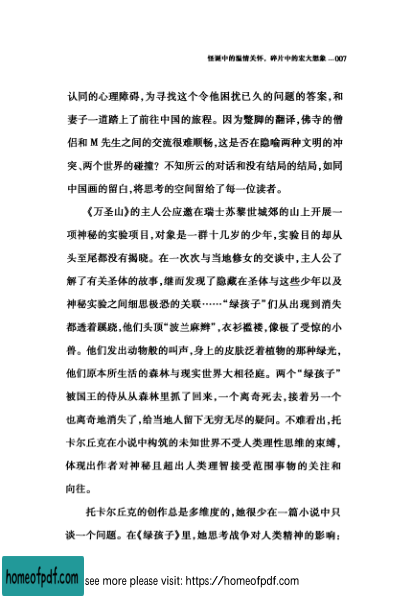 怪诞中的温情关怀，碎片中的宏大想象 —007
认同的心理障碍，为寻找这个令他困扰已久的问题的答案，和
妻子一道踏上了前往中国的旅程。因为蹩脚的翻译，佛寺的僧
侣和 M 先生之间的交流很难顺畅，这是否在隐喻两种文明的冲
突、两个世界的碰撞？不知所云的对话和没有结局的结局，如同
中国画的留白，将思考的空间留给了每一位读者。
《万圣山》的主人公应邀在瑞士苏黎世城郊的山上开展一
项神秘的实验项目，对象是一群十几岁的少年，实验目的却从
头至尾都没有揭晓。在一次次与当地修女的交谈中，主人公了
解了有关圣体的故事，继而发现了隐藏在圣体与这些少年以及
神秘实验之间细思极恐的关联……“绿孩子”们从出现到消失
都透着蹊跷，他们头顶“波兰麻辫”，衣衫褴褛，像极了受惊的小
兽。他们发出动物般的叫声，身上的皮肤泛着植物的那种绿光，
他们原本所生活的森林与现实世界大相径庭。两个“绿孩子”
被国王的侍从从森林里抓了回来，一个离奇死去，接着另一个
也离奇地消失了，给当地人留下无穷无尽的疑问。不难看出，托
卡尔丘克在小说中构筑的未知世界不受人类理性思维的束缚，
体现出作者对神秘且超出人类理智接受范围事物的关注和
向往。
托卡尔丘克的创作总是多维度的，她很少在一篇小说中只
谈一个问题。在《绿孩子》里，她思考战争对人类精神的影响；
homeofpdf.com
see more please visit: https://homeofpdf.com